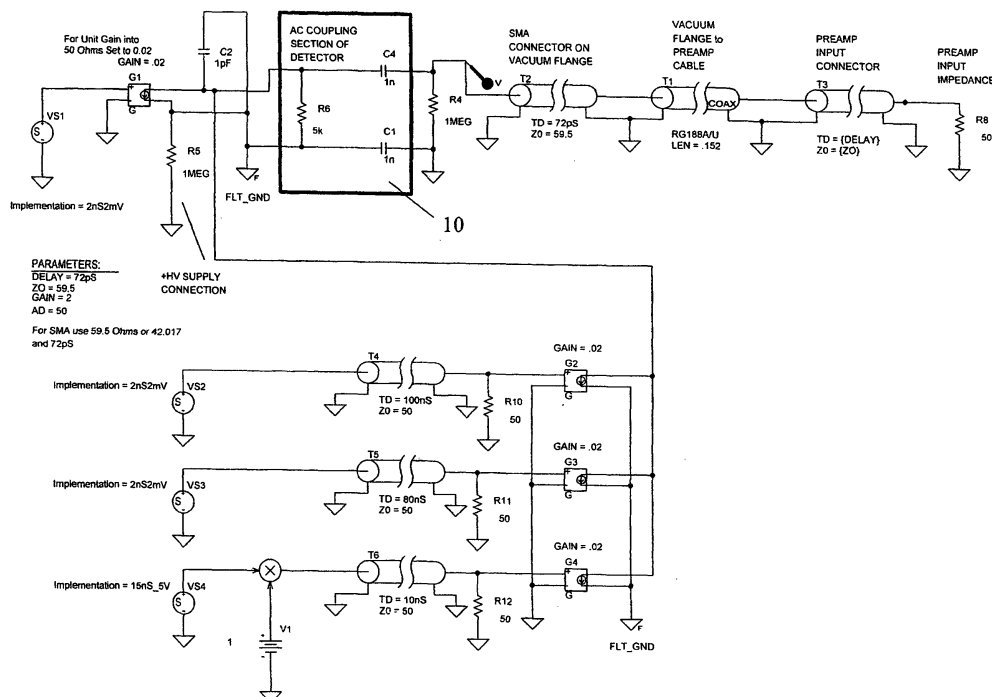 For Unit Gain into
50 Ohms Set to 0.02
GAIN = .02
G1
+
-
G
VS1
S
Implementation = 2nS2mV
C2
1pF
R5
1MEG
FLT_GND
F
+HV SUPPLY
CONNECTION
AC COUPLING
SECTION OF
DETECTOR
C4
1n
R6
5k
C1
1n
10
R4
1MEG
V
SMA
CONNECTOR ON
VACUUM FLANGE
T2
TD = 72pS
Z0 = 59.5
VACUUM
FLANGE to
PREAMP
CABLE
T1
COAX
RG188A/U
LEN = .152
PREAMP
INPUT
CONNECTOR
T3
TD = {DELAY}
Z0 = {ZO}
PREAMP
INPUT
IMPEDANCE
R8
50
PARAMETERS:
DELAY = 72pS
ZO = 59.5
GAIN = 2
AD = 50
For SMA use 59.5 Ohms or 42.017
and 72pS
Implementation = 2nS2mV
VS2
S
T4
TD = 100nS
Z0 = 50
R10
50
GAIN = .02
G2
G
Implementation = 2nS2mV
VS3
S
T5
TD = 80nS
Z0 = 50
R11
50
GAIN = .02
G3
G
Implementation = 15nS_5V
VS4
S
T6
TD = 10nS
Z0 = 50
R12
50
GAIN = .02
G4
G
V1
1
F
FLT_GND